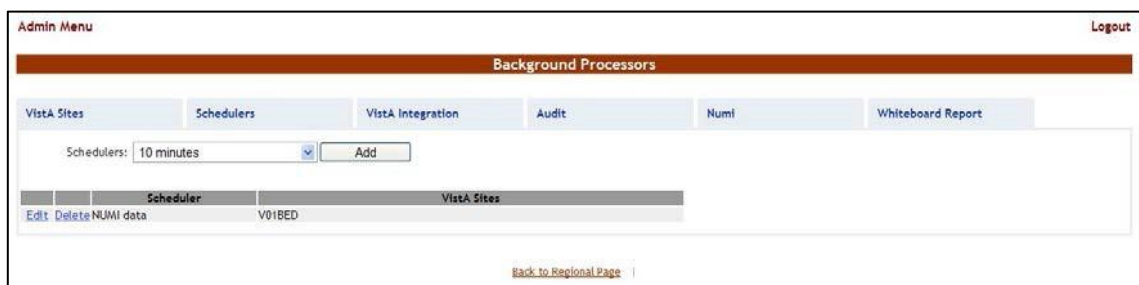 Admin Menu Logout
Background Processors
VistA Sites Schedulers VistA Integration Audit Numi Whiteboard Report
Schedulers: 10 minutes Add
Scheduler VistA Sites
Edit Delete NUMI data V01BED
Back to Regional Page |